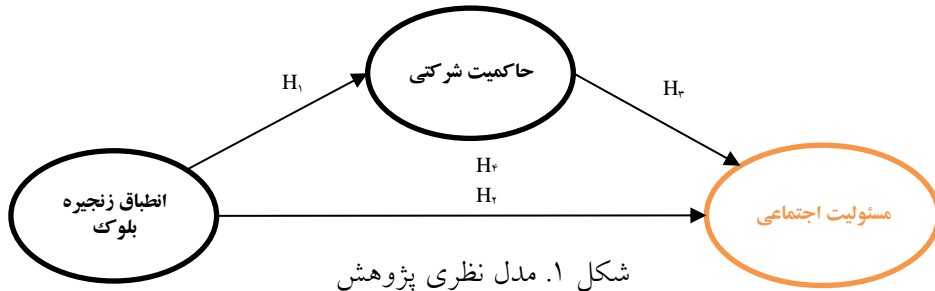 حاکمیت شرکتی
H۱
H۳
H۴
H۲
انطباق زنجیره
بلوک
مسئولیت اجتماعی
شکل ۱. مدل نظری پژوهش